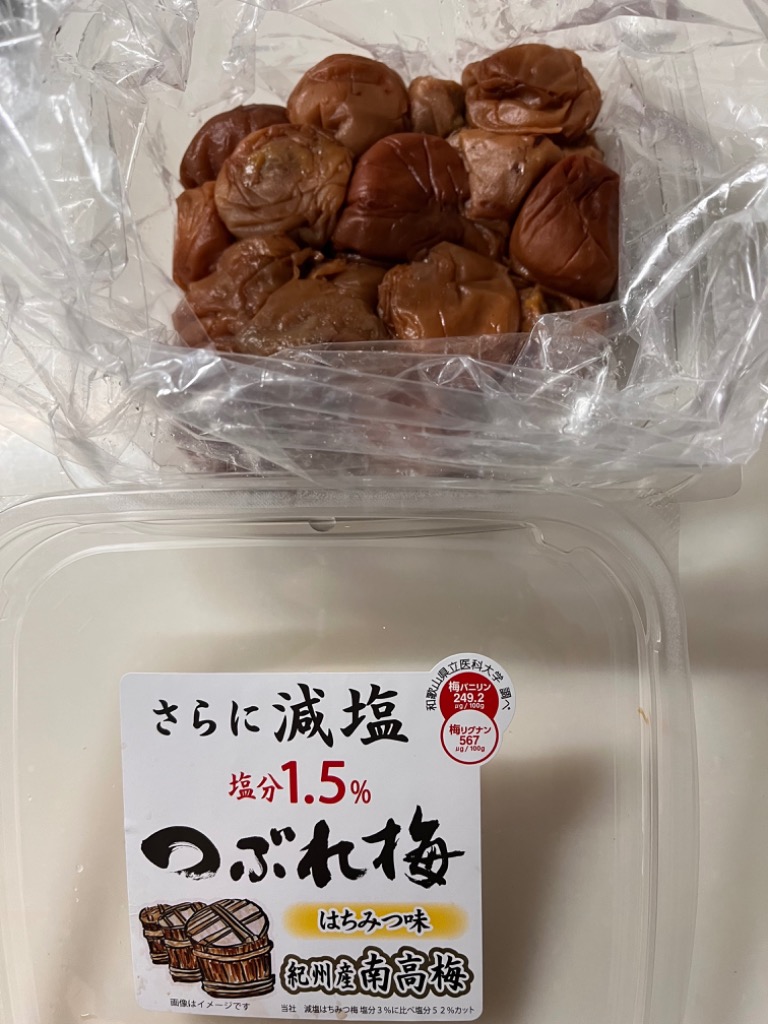 和歌山県立医科大学 調べ
梅バニリン
249.2
μg/100g
梅リグナン
567
μg/100g
さらに減塩
塩分1.5%
つぶれ梅
はちみつ味
紀州産南高梅
画像はイメージです
当社 減塩はちみつ梅 塩分3%に比べ塩分52%カット